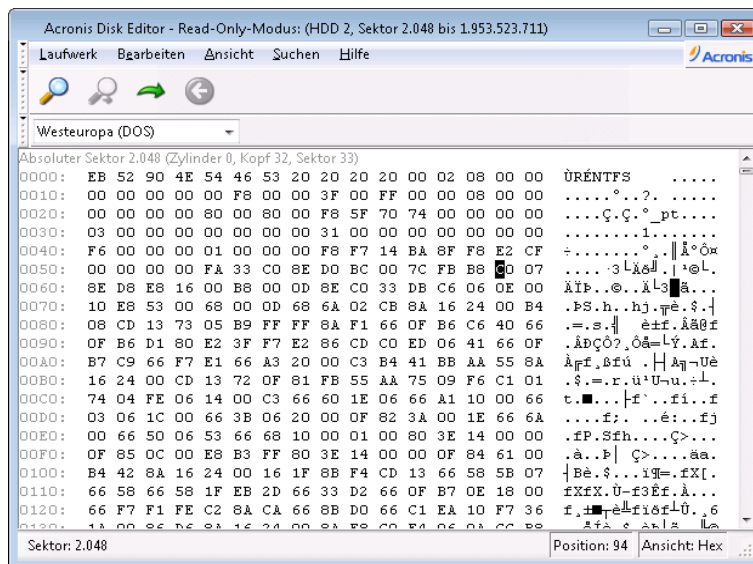 Acronis Disk Editor - Read-Only-Modus: (HDD 2, Sektor 2.048 bis 1.953.523.711)
Laufwerk Bearbeiten Ansicht Suchen Hilfe
Acronis
Westeuropa (DOS)
Absoluter Sektor 2.048 (Zylinder 0, Kopf 32, Sektor 33)
0000: EB 52 90 4E 54 46 53 20 20 20 20 00 02 08 00 00 ÙRÉNTFS .....
0010: 00 00 00 00 00 F8 00 00 3F 00 FF 00 00 08 00 00 .....°..?. ......
0020: 00 00 00 00 80 00 80 00 F8 5F 70 74 00 00 00 00 ....Ç.Ç.°_pt....
0030: 03 00 00 00 00 00 00 00 31 00 00 00 00 00 00 00 ........1.......
0040: F6 00 00 00 01 00 00 00 F8 F7 14 BA 8F F8 E2 CF
0050: 00 00 00 00 FA 33 C0 8E D0 BC 00 7C FB B8 C0 07
0060: 8E D8 E8 16 00 B8 00 0D 8E C0 33 DB C6 06 0E 00
0070: 10 E8 53 00 68 00 0D 68 6A 02 CB 8A 16 24 00 B4
0080: 08 CD 13 73 05 B9 FF FF 8A F1 66 0F B6 C6 40 66
0090: 0F B6 D1 80 E2 3F F7 E2 86 CD C0 ED 06 41 66 0F
00A0: B7 C9 66 F7 E1 66 A3 20 00 C3 B4 41 BB AA 55 8A
00B0: 16 24 00 CD 13 72 0F 81 FB 55 AA 75 09 F6 C1 01
00C0: 74 04 FE 06 14 00 C3 66 60 1E 06 66 A1 10 00 66
00D0: 03 06 1C 00 66 3B 06 20 00 0F 82 3A 00 1E 66 6A ....f;. ..é:..fj
00E0: 00 66 50 06 53 66 68 10 00 01 00 80 3E 14 00 00 .fP.Sfh....Ç>...
00F0: 0F 85 0C 00 E8 B3 FF 80 3E 14 00 00 0F 84 61 00
0100: B4 42 8A 16 24 00 16 1F 8B F4 CD 13 66 58 5B 07
0110: 66 58 66 58 1F EB 2D 66 33 D2 66 0F B7 0E 18 00
0120: 66 F7 F1 FE C2 8A CA 66 8B D0 66 C1 EA 10 F7 36
Sektor: 2.048 Position: 94 Ansicht: Hex